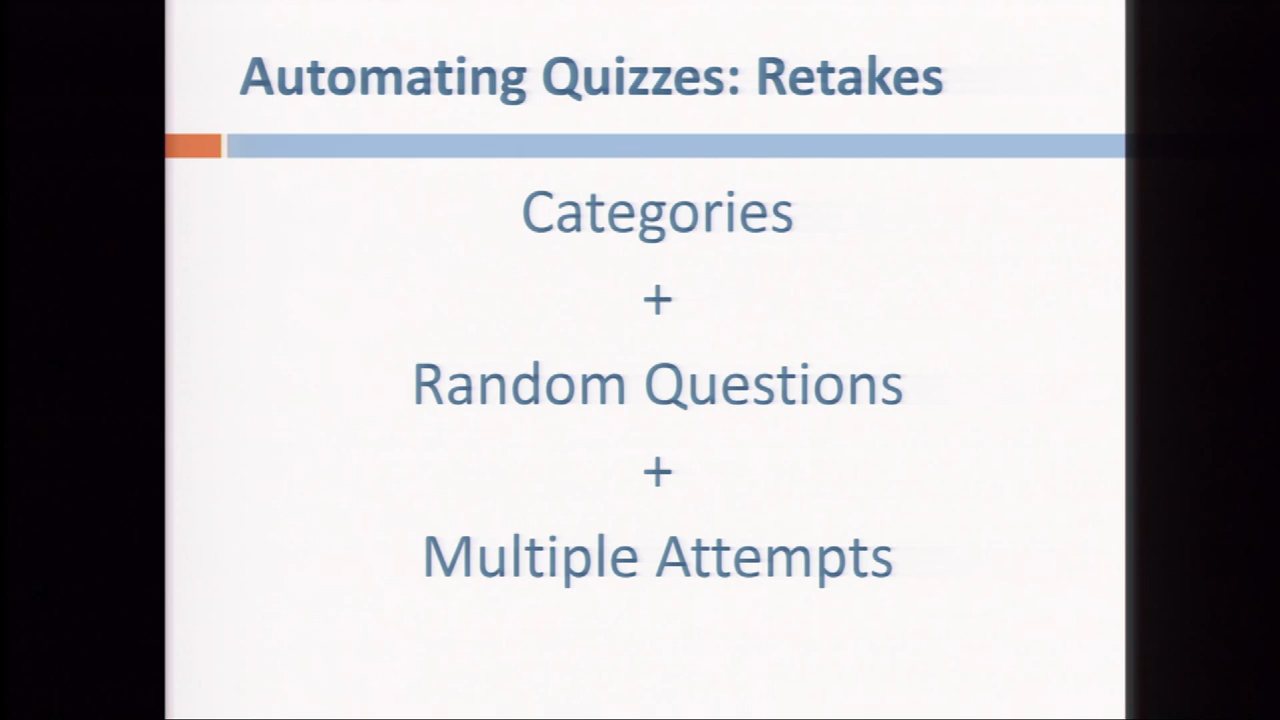 Automating Quizzes: Retakes
Categories
+
Random Questions
+
Multiple Attempts